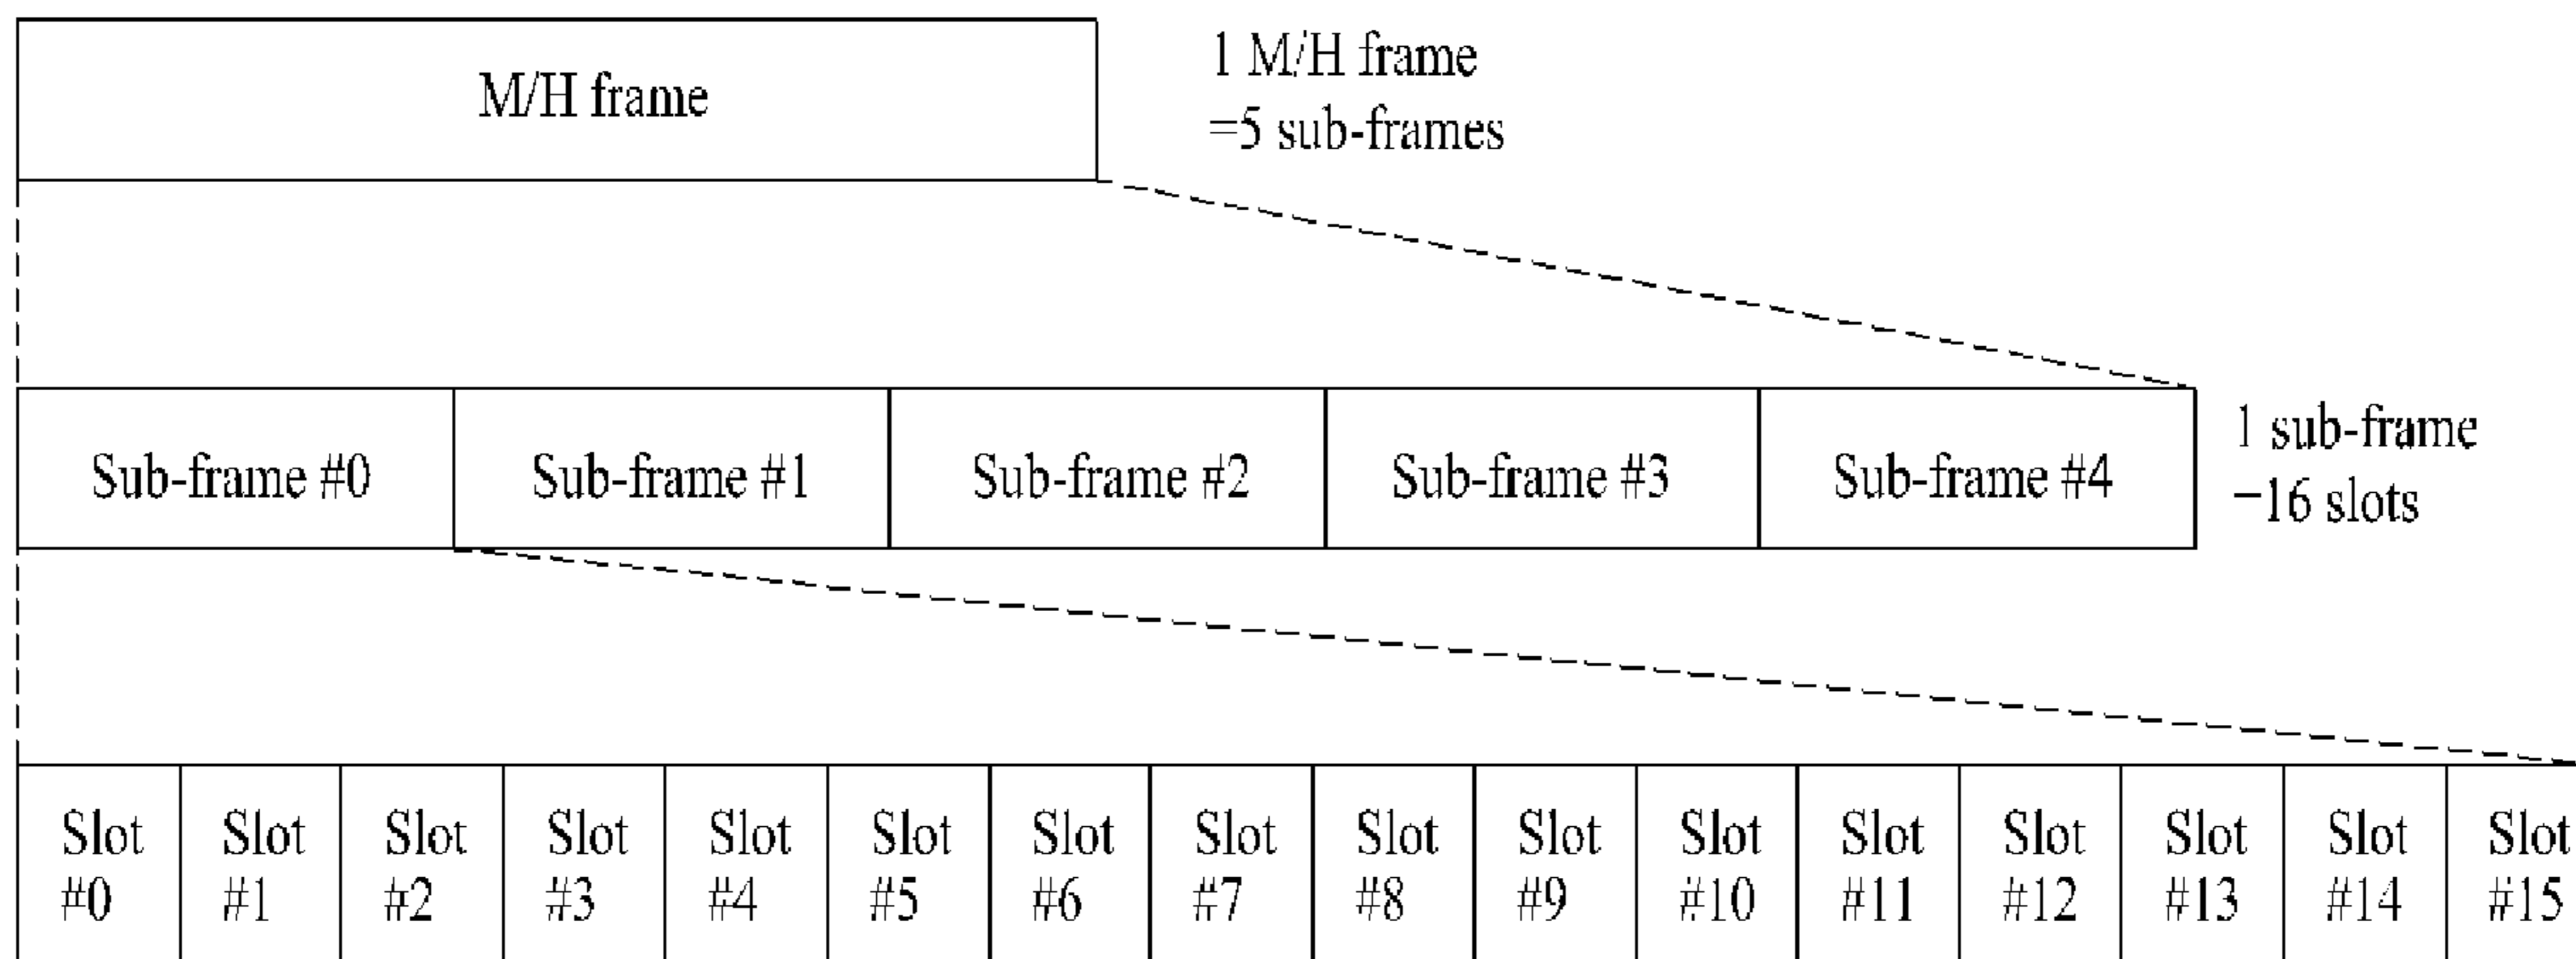 M/H frame
1 M/H frame
=5 sub-frames
Sub-frame #0
Sub-frame #1
Sub-frame #2
Sub-frame #3
Sub-frame #4
1 sub-frame
=16 slots
Slot
#0
Slot
#1
Slot
#2
Slot
#3
Slot
#4
Slot
#5
Slot
#6
Slot
#7
Slot
#8
Slot
#9
Slot
#10
Slot
#11
Slot
#12
Slot
#13
Slot
#14
Slot
#15